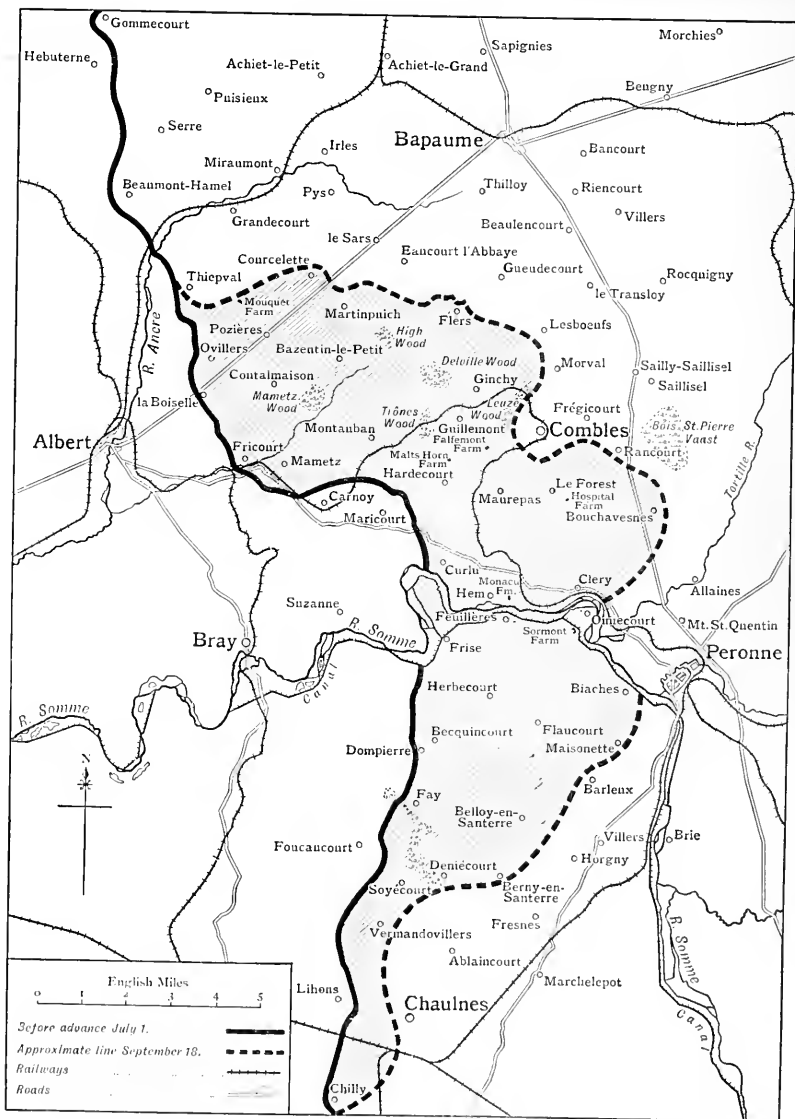 Gommecourt
Morchies
Hebuterne
Sapignies
Achiet-le-Petit
Achiet-le-Grand
Puisieux
Beugny
Serre
Bapaume
Irles
Bancourt
Miraumont
Beaumont-Hamel
Pys
Thilloy
Riencourt
Grandecourt
Villers
Beaulencourt
le Sars
Eaucourt l'Abbaye
Courcelette
Gueudecourt
Rocquigny
Thiepval
le Transloy
Mouquet
Farm
Martinpuich
Flers
R. Ancre
Pozières
High
Wood
Lesboeufs
Ovillers
Bazentin-le-Petit
Delville Wood
Morval
Sailly-Saillisel
Contalmaison
Ginchy
Saillisel
la Boiselle
Mametz
Wood
Trônes
Wood
Leuze
Wood
Frégicourt
Bois St. Pierre
Vaast
Albert
Montauban
Guillemont
Combles
Fricourt
Falfemont
Farm
Rancourt
Tortille R.
Mametz
Malts Horn
Farm
Hardecourt
Le Forest
Carnoy
Maurepas
Hospital
Farm
Maricourt
Bouchavesnes
Curlu
Clery
Allaines
Monacu
Fm.
Hem
Suzanne
Feuillères
Omiecourt
Mt. St. Quentin
R. Somme
Sormont
Farm
Bray
Frise
Peronne
Canal
Herbecourt
Biaches
R. Somme
Flaucourt
Becquincourt
Maisonette
Dompierre
N
Barleux
Fay
Belloy-en-
Santerre
Villers
Brie
Foucaucourt
Horgny
Deniécourt
Soyécourt
Berny-en-
Santerre
Fresnes
Vermandovillers
R. Somme
Ablaincourt
Marchelepot
Lihons
Chaulnes
Canal
Chilly
English Miles
0 1 2 3 4 5
Before advance July 1.
Approximate line September 18.
Railways
Roads